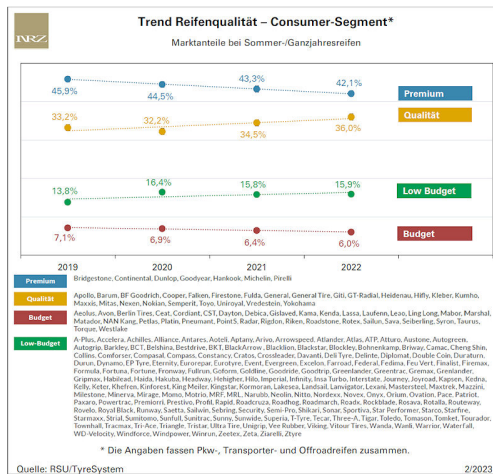 NRZ
Trend Reifenqualität – Consumer-Segment*
Marktanteile bei Sommer-/Ganzjahresreifen
45,9%
44,5%
43,3%
42,1%
Premium
33,2%
32,2%
34,5%
36,0%
Qualität
13,8%
16,4%
15,8%
15,9%
Low Budget
7,1%
6,9%
6,4%
6,0%
Budget
2019
2020
2021
2022
Premium
Bridgestone, Continental, Dunlop, Goodyear, Hankook, Michelin, Pirelli
Qualität
Apollo, Barum, BF Goodrich, Cooper, Falken, Firestone, Fulda, General, General Tire, Giti, GT-Radial, Heidenau, Hifly, Kleber, Kumho,
Maxxis, Mitas, Nexen, Nokian, Semperit, Toyo, Uniroyal, Vredestein, Yokohama
Budget
Aeolus, Avon, Berlin Tires, Ceat, Cordiant, CST, Dayton, Debica, Gislaved, Kama, Kenda, Lassa, Laufenn, Leao, Ling Long, Mabor, Marshal,
Matador, NAN Kang, Petlas, Platin, Pneumant, Point S, Radar, Rigdon, Riken, Roadstone, Rotex, Sailun, Sava, Seiberling, Syron, Taurus,
Torque, Westlake
Low-Budget
A-Plus, Accelera, Achilles, Alliance, Antares, Aoteli, Aptany, Arivo, Arrowspeed, Atlander, Atlas, ATP, Atturo, Austone, Autogreen,
Autogrip, Barkley, BCT, Belshina, Bestdrive, BKT, BlackArrow, Blacklion, Blackstar, Blockley, Bohnenkamp, Boto, Bridgeway, Camac, Cheng Shin,
Collins, Comforser, Compasal, Compass, Constancy, Cratos, Crossleader, Davanti, Deli Tyre, Delinte, Diplomat, Double Coin, Duraturn,
Durun, Dynamo, EP Tyre, Eternity, Eurorepar, Eurotyre, Event, Evergreen, Excelon, Farroad, Federal, Fedima, Feu Vert, Finalist, Firemax,
Formula, Fortuna, Fortune, Fronway, Fullrun, Goform, Goldline, Goodride, Goodtrip, Greenlander, Greentrac, Gremax, Grenlander,
Gripmax, Habilead, Haida, Hakuba, Headway, Hehigher, Hilo, Imperial, Infinity, Insa Turbo, Interstate, Journey, Joyroad, Kapsen, Kedna,
Kelly, Keter, Khefren, Kinforest, King Meiler, Kingstar, Kormoran, Lakesea, Landsail, Lanvigator, Lexani, Mastersteel, Maxtrek, Mazzini,
Milestone, Minerva, Mirage, Momo, Motrio, MRF, MRL, Narubi, Neolin, Nitto, Nordexx, Novex, Onyx, Orium, Ovation, Pace, Patriot,
Paxaro, Powertrac, Premiorri, Prestivo, Profil, Rapid, Roadcruza, Roadhog, Roadmarch, Roadx, Rockblade, Rosava, Rotalla, Routeway,
Rovelo, Royal Black, Runway, Saetta, Sailwin, Sebring, Security, Semi-Pro, Shikari, Sonar, Sportiva, Star Performer, Starco, Starfire,
Starmaxx, Strial, Sumitomo, Sunfull, Sunitrac, Sunny, Sunwide, Superia, T-Tyre, Tecar, Three-A, Tigar, Toledo, Tomason, Tomket, Tourador,
Townhall, Tracmax, Tri-Ace, Triangle, Tristar, Ultra Tire, Unigrip, Vee Rubber, Viking, Vitour Tires, Wanda, Wanli, Warrior, Waterfall,
WD-Velocity, Windforce, Windpower, Winrun, Zeetex, Zeta, Ziarelli, Ztyre
* Die Angaben fassen Pkw-, Transporter- und Offroadreifen zusammen.
Quelle: RSU/TyreSystem
2/2023